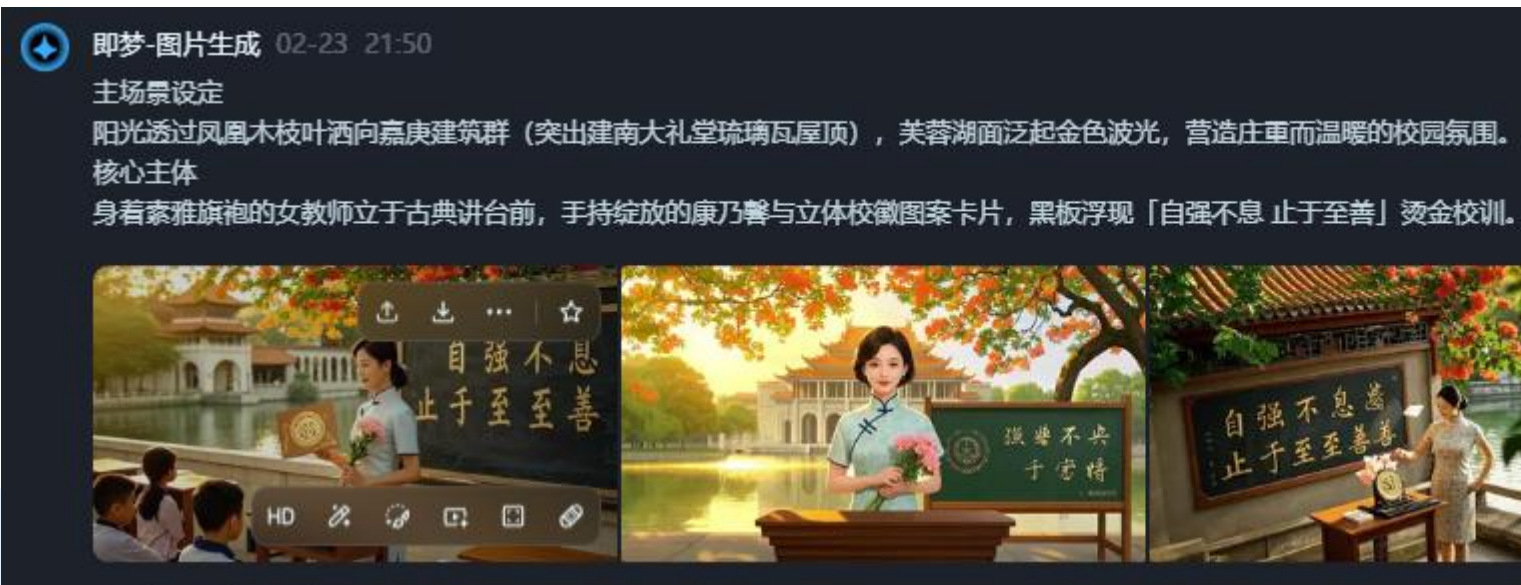 即梦-图片生成 02-23 21:50
主场景设定
阳光透过凤凰木枝叶洒向嘉庚建筑群（突出建南大礼堂琉璃瓦屋顶），芙蓉湖面泛起金色波光，营造庄重而温暖的校园氛围。
核心主体
身着素雅旗袍的女教师立于古典讲台前，手持绽放的康乃馨与立体校徽图案卡片，黑板浮现「自强不息 止于至善」烫金校训。
自强不息
止于至至善
HD
不
于
自强不息
止于至至善善